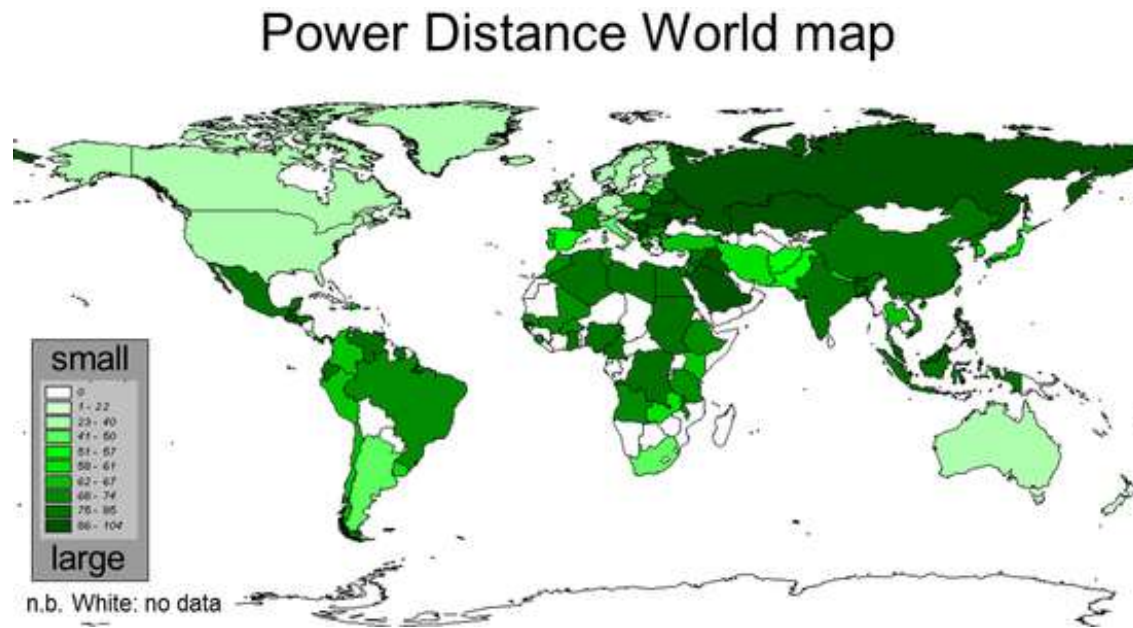 Power Distance World map
small
0
1 - 22
23 - 40
41 - 50
51 - 57
58 - 61
62 - 67
68 - 74
75 - 85
86 - 104
large
n.b. White: no data